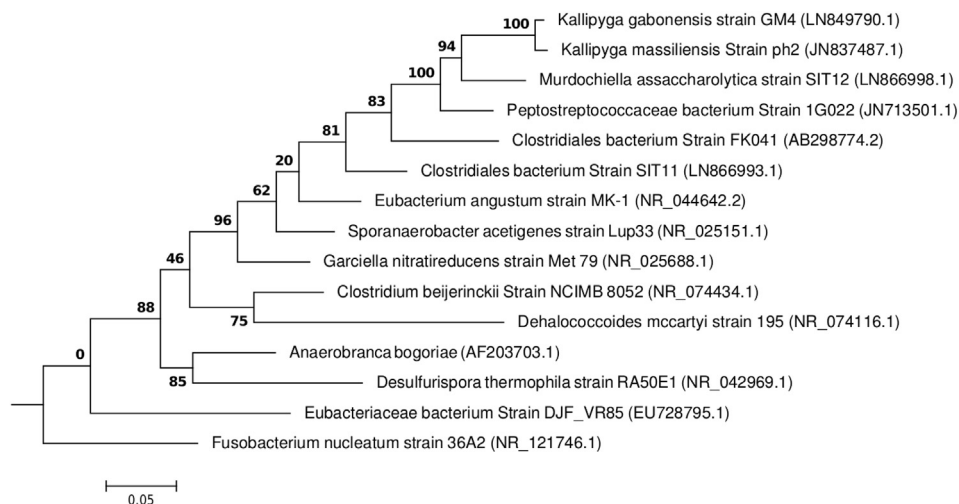 100 Kallipyga gabonensis strain GM4 (LN849790.1)
Kallipyga massiliensis Strain ph2 (JN837487.1)
94
Murdochiella assaccharolytica strain SIT12 (LN866998.1)
100
Peptostreptococcaceae bacterium Strain 1G022 (JN713501.1)
83
Clostridiales bacterium Strain FK041 (AB298774.2)
81
Clostridiales bacterium Strain SIT11 (LN866993.1)
20
Eubacterium angustum strain MK-1 (NR_044642.2)
62
Sporanaerobacter acetigenes strain Lup33 (NR_025151.1)
96
Garciella nitratireducens strain Met 79 (NR_025688.1)
46
Clostridium beijerinckii Strain NCIMB 8052 (NR_074434.1)
75
Dehalococcoides mccartyi strain 195 (NR_074116.1)
88
Anaerobranca bogoriae (AF203703.1)
85
Desulfurispora thermophila strain RA50E1 (NR_042969.1)
0
Eubacteriaceae bacterium Strain DJF_VR85 (EU728795.1)
Fusobacterium nucleatum strain 36A2 (NR_121746.1)
0.05